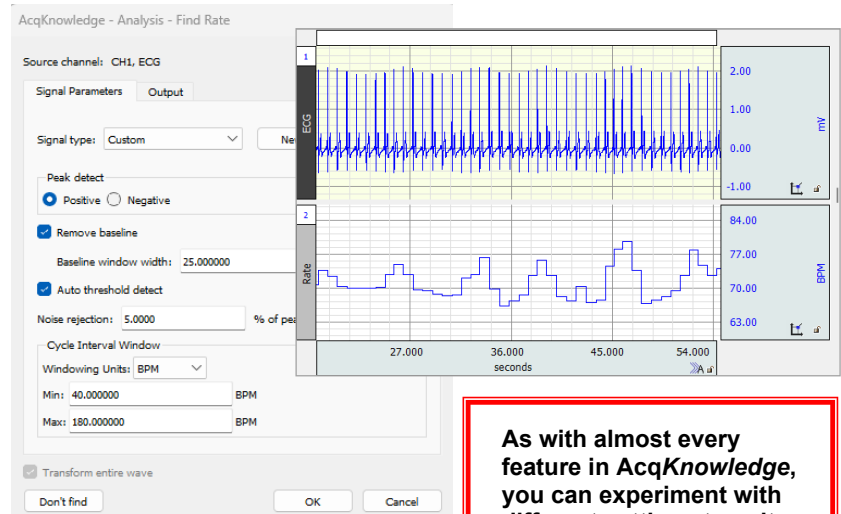 AcqKnowledge - Analysis - Find Rate
Source channel: CH1, ECG
Signal Parameters Output
Signal type: Custom
Peak detect
Positive Negative
Remove baseline
Baseline window width: 25.000000
Auto threshold detect
Noise rejection: 5.0000 % of
Cycle Interval Window
Windowing Units: BPM
Min: 40.000000 BPM
Max: 180.000000 BPM
Transform entire wave
Don't find OK Cancel
1
ECG
2.00
1.00
0.00
-1.00
mV
2
Rate
84.00
77.00
70.00
63.00
BPM
27.000 36.000 45.000 54.000
seconds
A
As with almost every
feature in AcqKnowledge,
you can experiment with